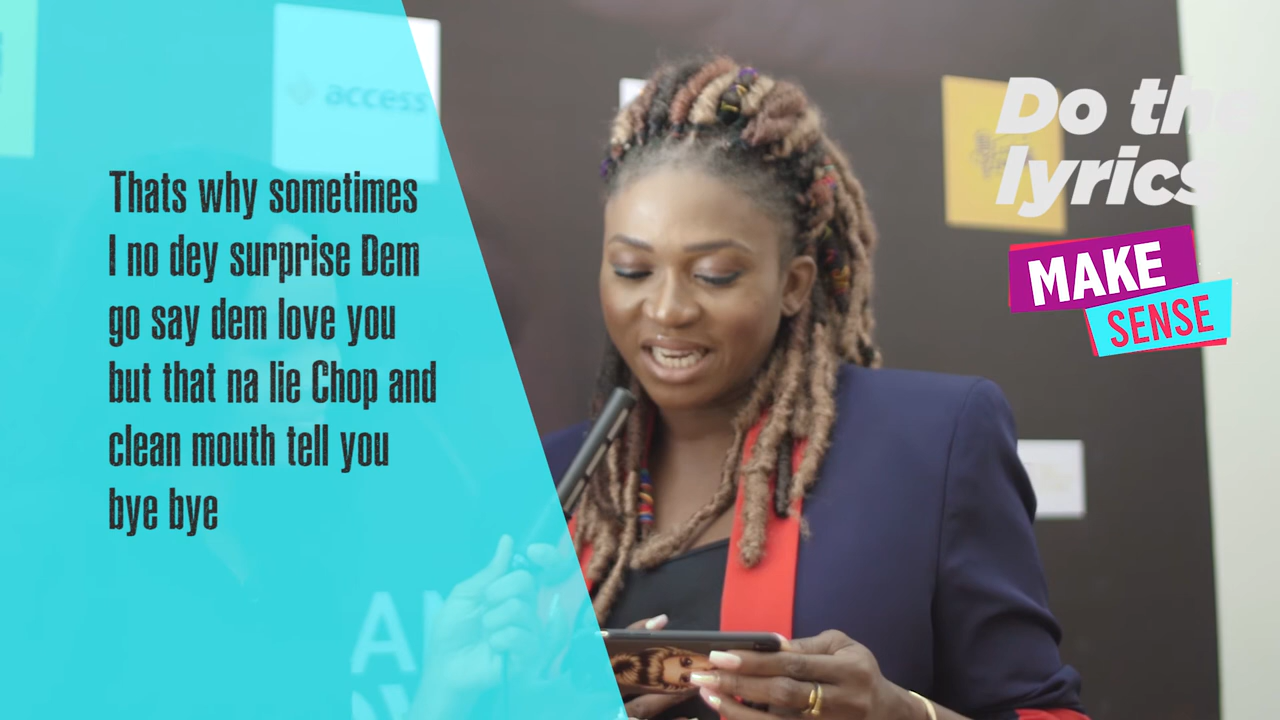 access
Thats why sometimes
I no dey surprise Dem
go say dem love you
but that na lie Chop and
clean mouth tell you
bye bye
Do the
lyrics
MAKE
SENSE